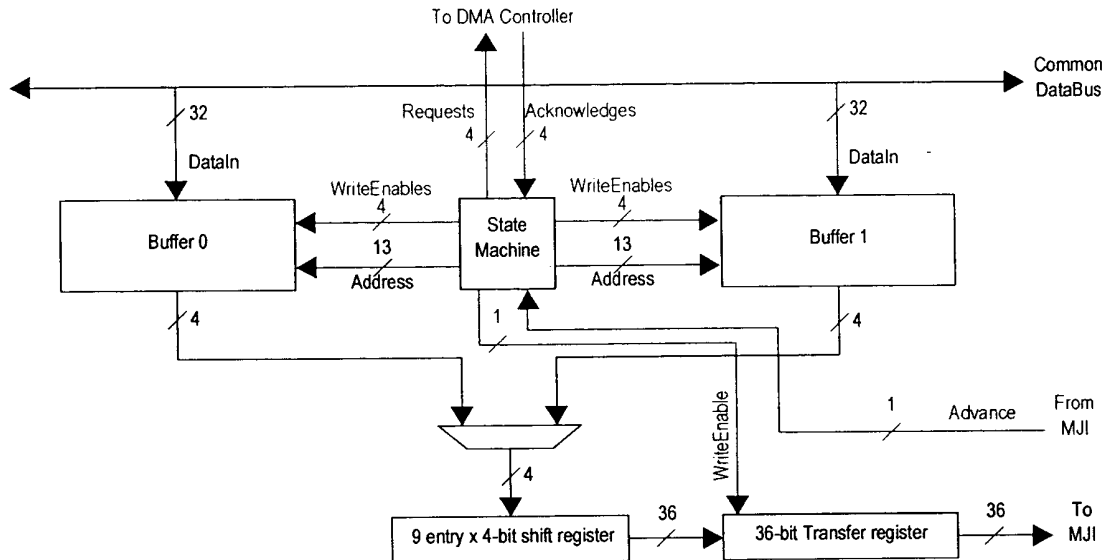 To DMA Controller
Common
DataBus
32
Requests
4
Acknowledges
4
32
DataIn
DataIn
WriteEnables
4
WriteEnables
4
Buffer 0
State
Machine
Buffer 1
13
Address
13
Address
4
1
4
WriteEnable
1
Advance
From
MJI
4
9 entry x 4-bit shift register
36
36-bit Transfer register
36
To
MJI